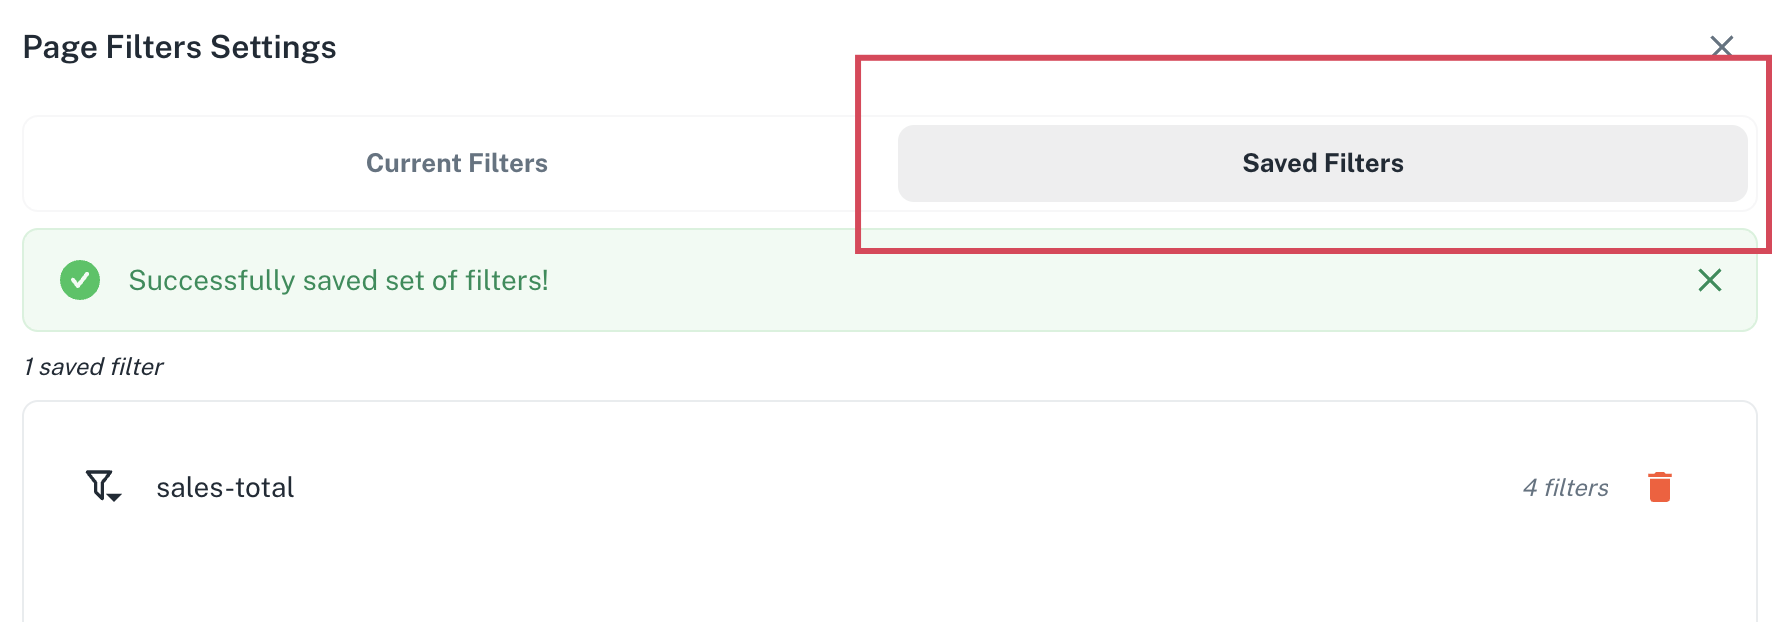 Page Filters Settings
Current Filters
Saved Filters
Successfully saved set of filters!
1 saved filter
sales-total
4 filters